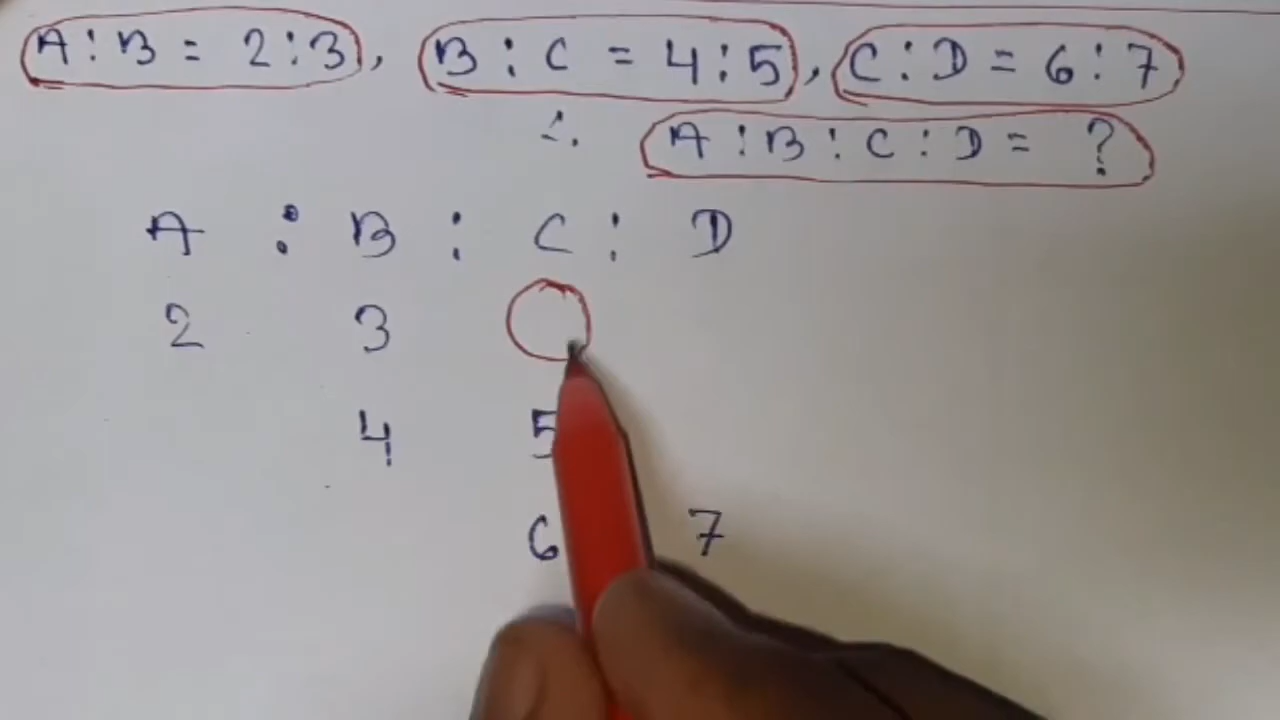 A : B = 2 : 3, B : C = 4 : 5, C : D = 6 : 7
∴ A : B : C : D = ?
A : B : C : D
2 3
4 5
6 7